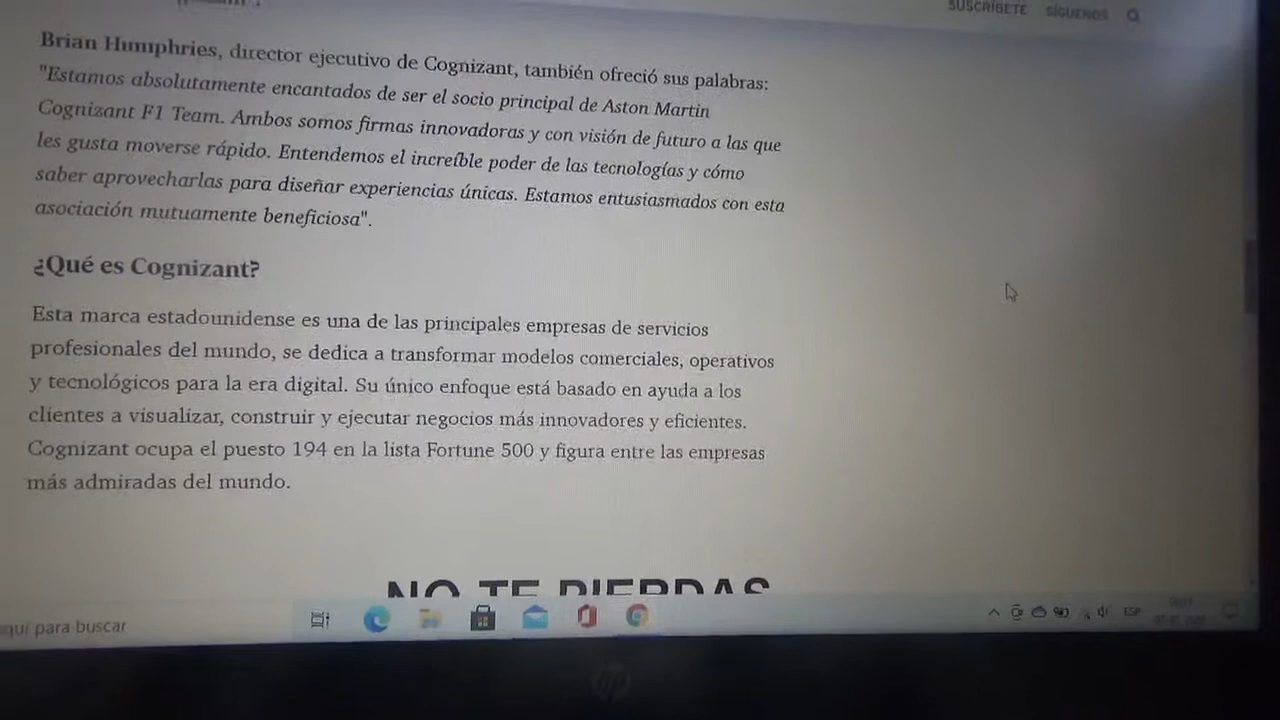 SUSCRÍBETE SÍGUENOS
Brian Humphries, director ejecutivo de Cognizant, también ofreció sus palabras:
"Estamos absolutamente encantados de ser el socio principal de Aston Martin
Cognizant F1 Team. Ambos somos firmas innovadoras y con visión de futuro a las que
les gusta moverse rápido. Entendemos el increíble poder de las tecnologías y cómo
saber aprovecharlas para diseñar experiencias únicas. Estamos entusiasmados con esta
asociación mutuamente beneficiosa".
¿Qué es Cognizant?
Esta marca estadounidense es una de las principales empresas de servicios
profesionales del mundo, se dedica a transformar modelos comerciales, operativos
y tecnológicos para la era digital. Su único enfoque está basado en ayuda a los
clientes a visualizar, construir y ejecutar negocios más innovadores y eficientes.
Cognizant ocupa el puesto 194 en la lista Fortune 500 y figura entre las empresas
más admiradas del mundo.
NO TE PIERDAS
aquí para buscar
ESP
hp